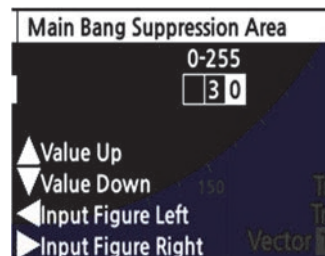 Main Bang Suppression Area
0-255
30
Value Up
Value Down
150
Input Figure Left
Input Figure Right
Vector